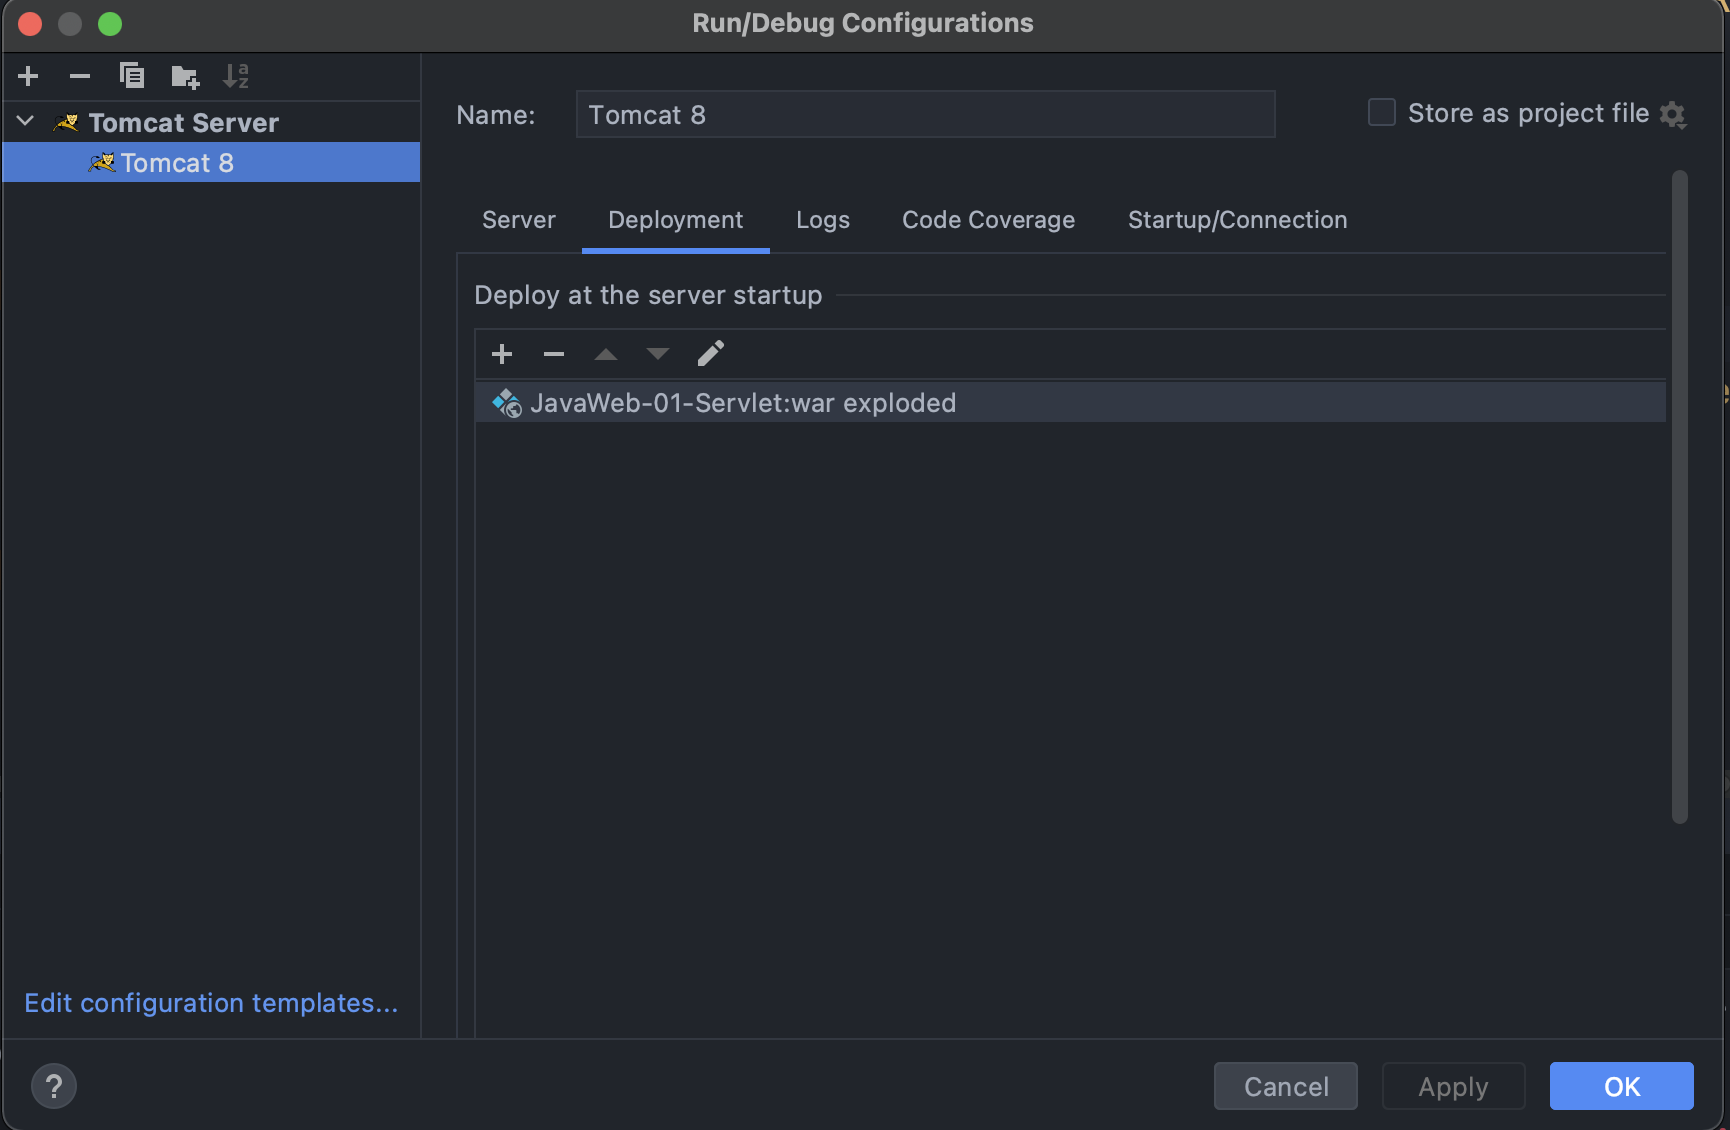 Run/Debug Configurations
Tomcat Server
Tomcat 8
Edit configuration templates...
Name: Tomcat 8 Store as project file
Server Deployment Logs Code Coverage Startup/Connection
Deploy at the server startup
JavaWeb-01-Servlet:war exploded
? Cancel Apply OK